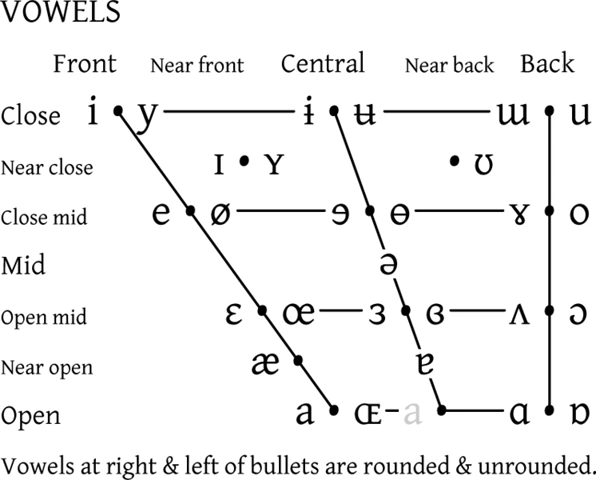 VOWELS
Front Near front Central Near back Back
Close i • y ɨ • ʉ ɯ • u
Near close ɪ • ʏ • ʊ
Close mid e • ø ɘ • ɵ ɤ • o
Mid ə
Open mid ɛ • œ ɜ • ɞ ʌ • ɔ
Near open æ • ɐ
Open a • ɶ a • ɑ • ɒ
Vowels at right & left of bullets are rounded & unrounded.